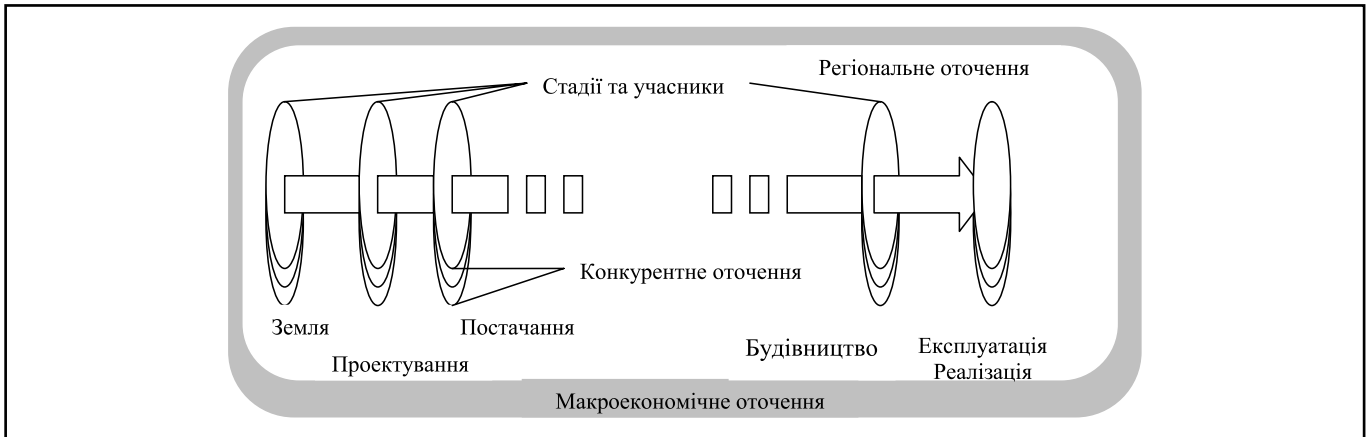 Регіональне оточення
Стадії та учасники
Конкурентне оточення
Земля
Постачання
Проектування
Будівництво
Експлуатація
Реалізація
Макроекономічне оточення